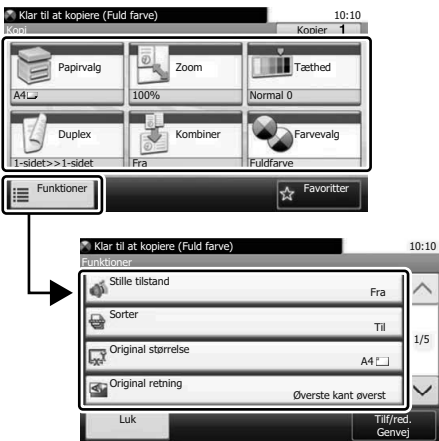 Klar til at kopiere (Fuld farve) 10:10
Kopi Kopier 1
Papirvalg Zoom Tæthed
A4 100% Normal 0
Duplex Kombiner Farvevalg
1-sidet>>1-sidet Fra Fuldfarve
Funktioner Favoritter
Klar til at kopiere (Fuld farve) 10:10
Funktioner
Stille tilstand
Fra
Sorter
Til
1/5
Original størrelse
A4
Original retning
Øverste kant øverst
Luk Tilf/red.
Genvej